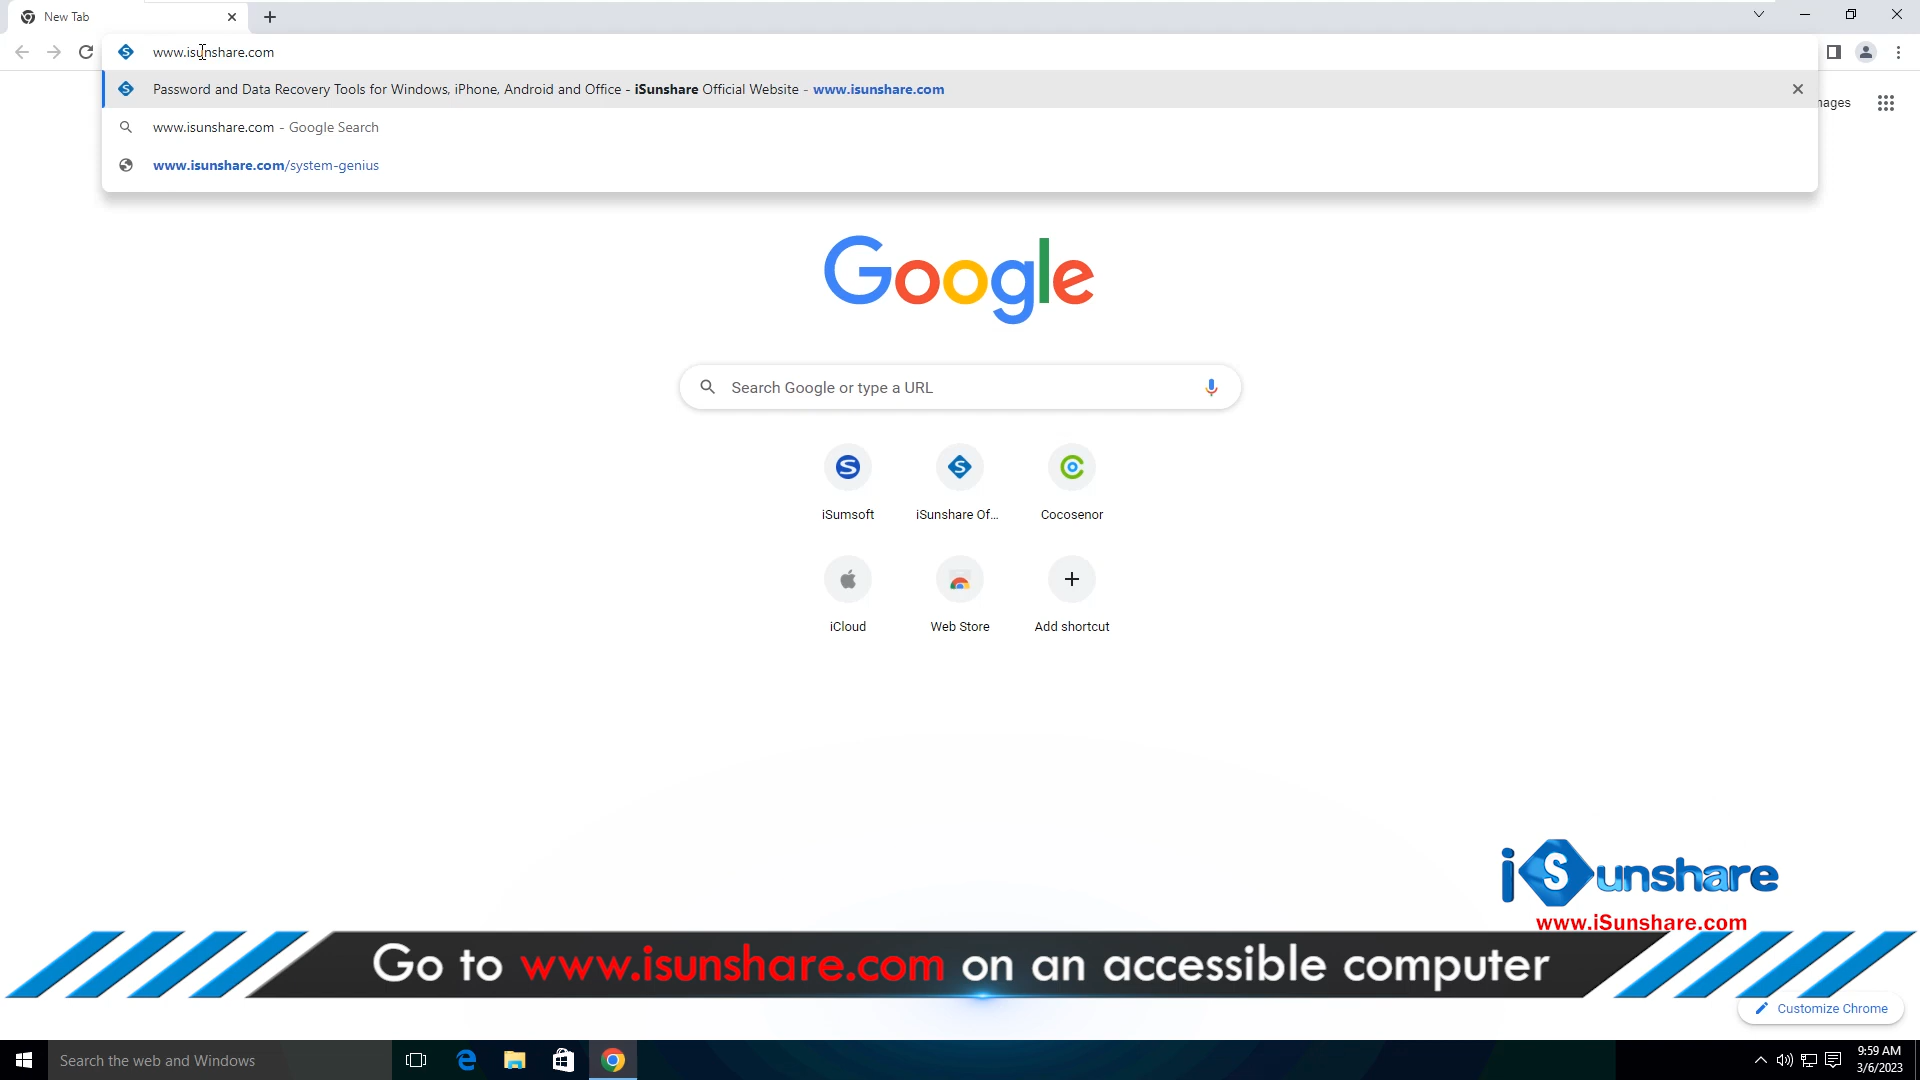 New Tab
www.isunshare.com
Password and Data Recovery Tools for Windows, iPhone, Android and Office - iSunshare Official Website - www.isunshare.com
www.isunshare.com - Google Search
www.isunshare.com/system-genius
Google
Search Google or type a URL
iSumsoft
iSunshare Of...
Cocosenor
iCloud
Web Store
Add shortcut
iSunshare
www.iSunshare.com
Go to www.isunshare.com on an accessible computer
Customize Chrome
Search the web and Windows
9:59 AM
3/6/2023